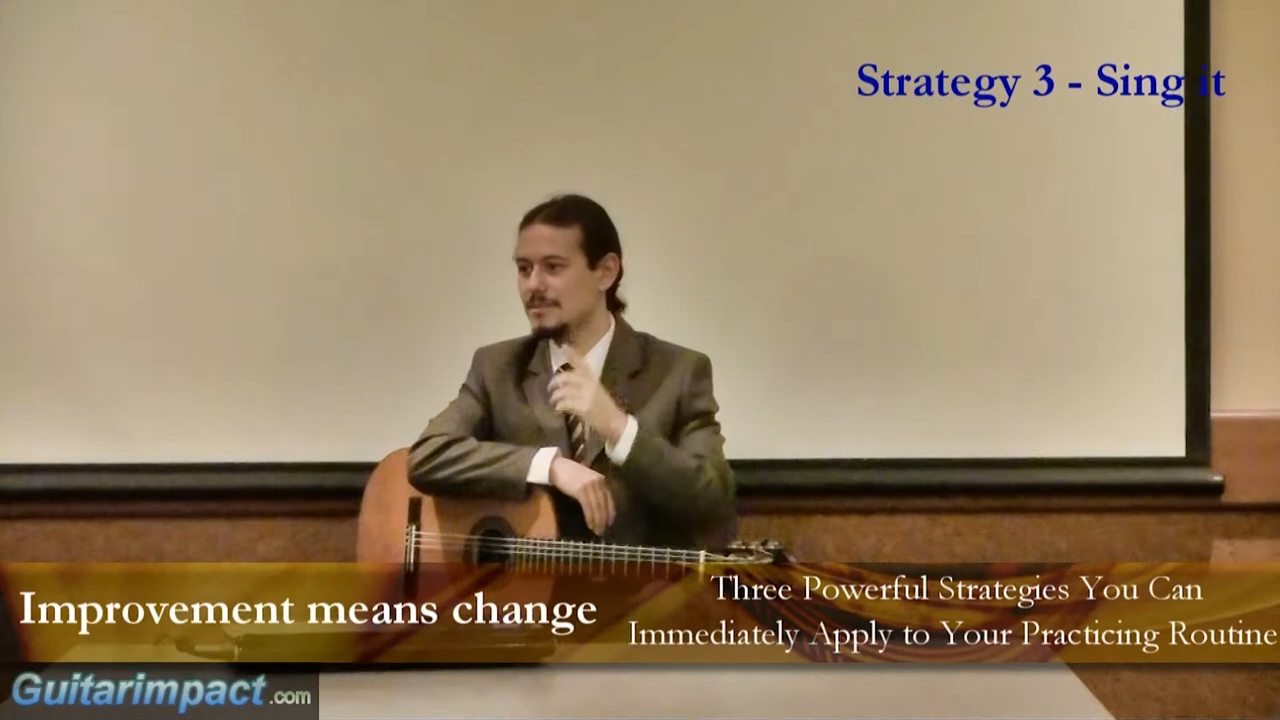 Strategy 3 - Sing it
Improvement means change
Three Powerful Strategies You Can
Immediately Apply to Your Practicing Routine
Guitarimpact.com